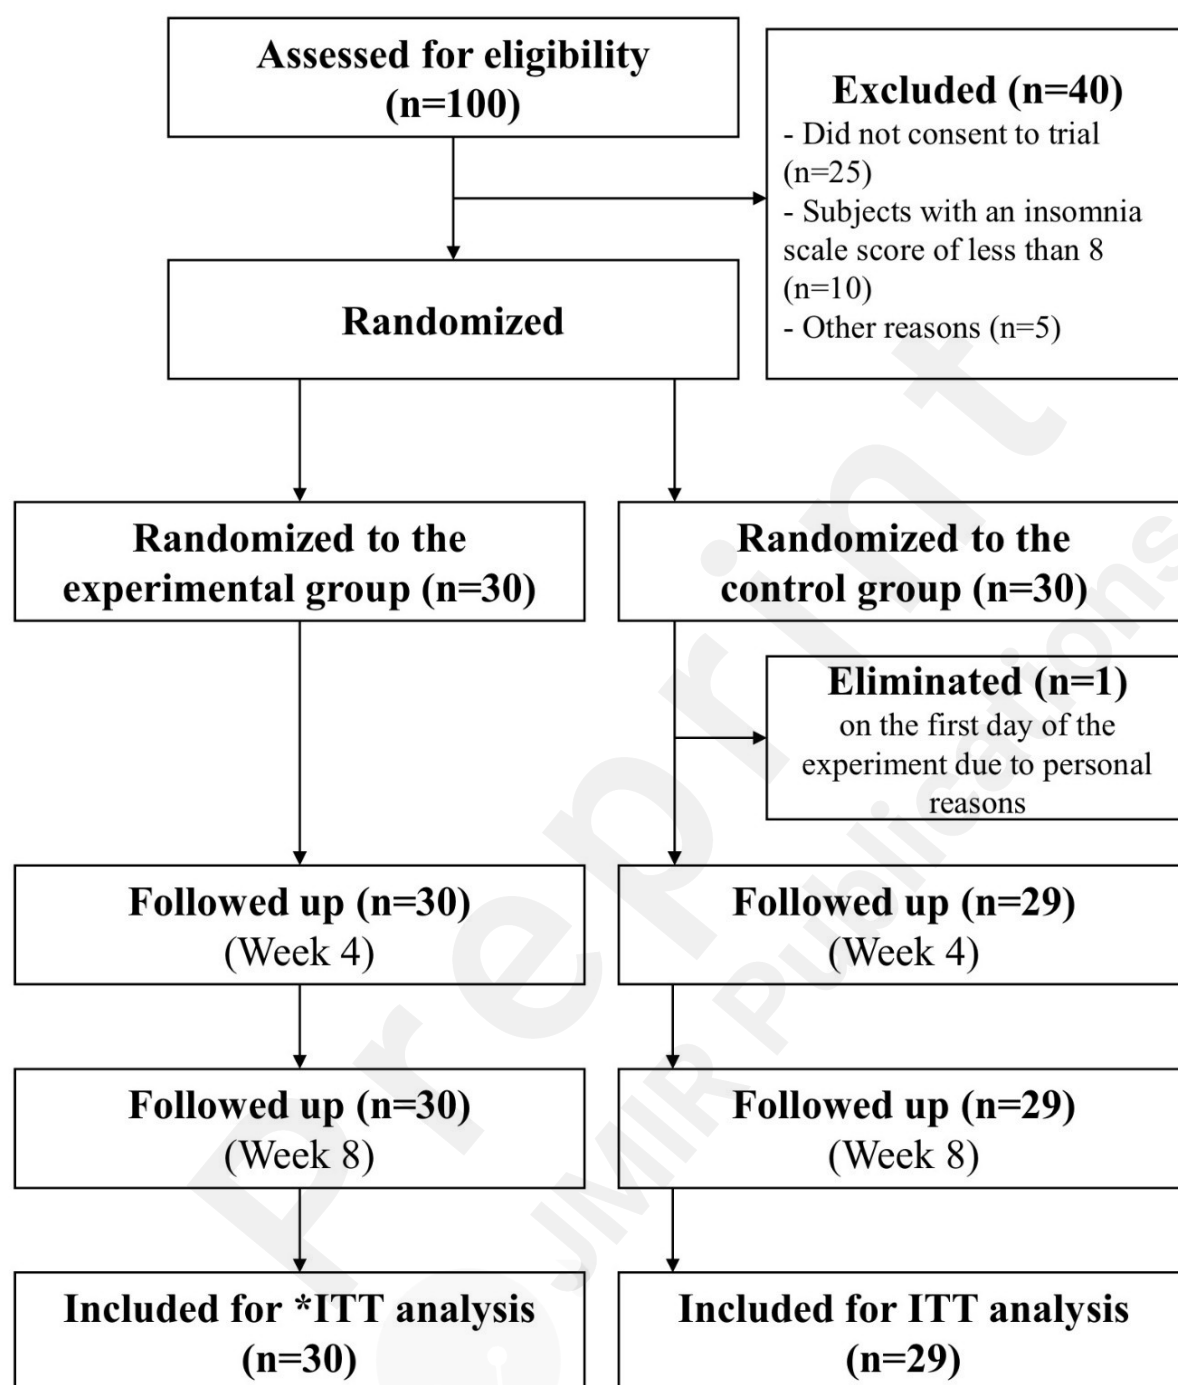 Assessed for eligibility
(n=100)
Excluded (n=40)
- Did not consent to trial
(n=25)
- Subjects with an insomnia
scale score of less than 8
(n=10)
- Other reasons (n=5)
Randomized
Randomized to the
experimental group (n=30)
Randomized to the
control group (n=30)
Eliminated (n=1)
on the first day of the
experiment due to personal
reasons
Followed up (n=30)
(Week 4)
Followed up (n=29)
(Week 4)
Followed up (n=30)
(Week 8)
Followed up (n=29)
(Week 8)
Included for *ITT analysis
(n=30)
Included for ITT analysis
(n=29)
Preprint
JMIR Publications